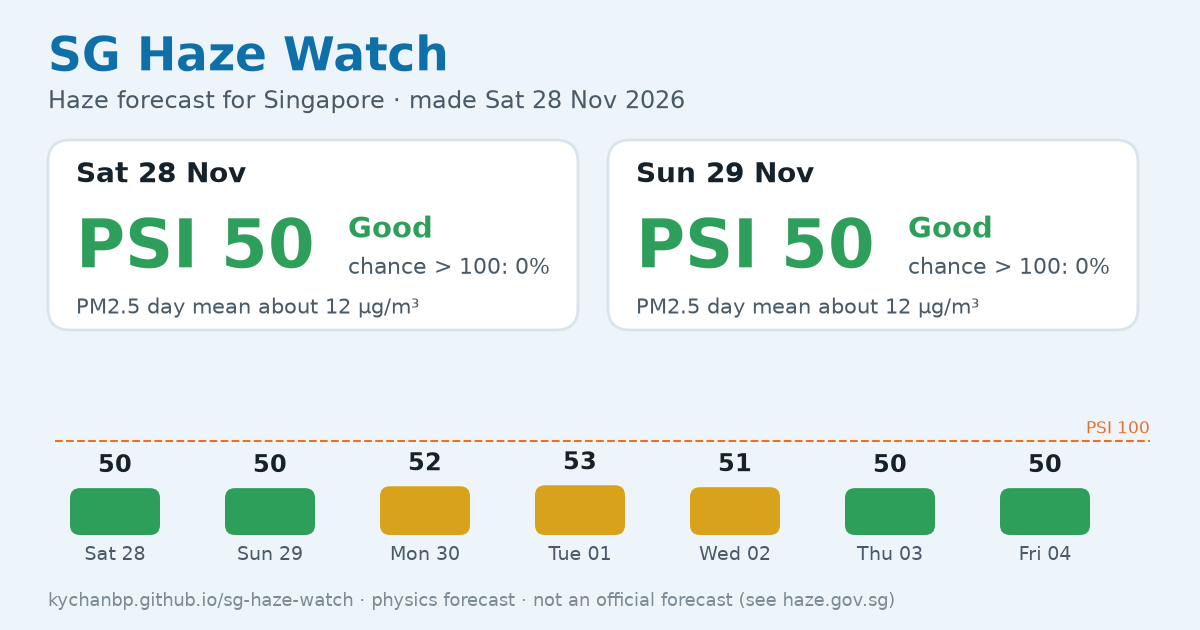 SG Haze Watch
Haze forecast for Singapore · made Sat 28 Nov 2026
Sat 28 Nov
PSI 50
Good
chance > 100: 0%
PM2.5 day mean about 12 µg/m³
Sun 29 Nov
PSI 50
Good
chance > 100: 0%
PM2.5 day mean about 12 µg/m³
PSI 100
50 50 52 53 51 50 50
Sat 28 Sun 29 Mon 30 Tue 01 Wed 02 Thu 03 Fri 04
kychanbp.github.io/sg-haze-watch · physics forecast · not an official forecast (see haze.gov.sg)